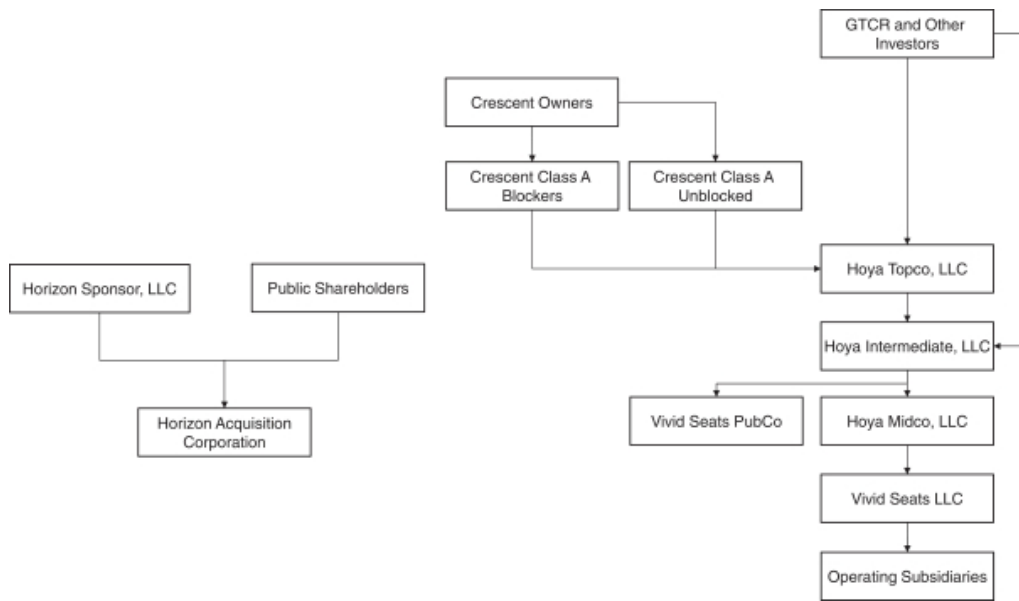 GTCR and Other
Investors
Crescent Owners
Crescent Class A
Blockers
Crescent Class A
Unblocked
Horizon Sponsor, LLC
Public Shareholders
Hoya Topco, LLC
Hoya Intermediate, LLC
Horizon Acquisition
Corporation
Vivid Seats PubCo
Hoya Midco, LLC
Vivid Seats LLC
Operating Subsidiaries